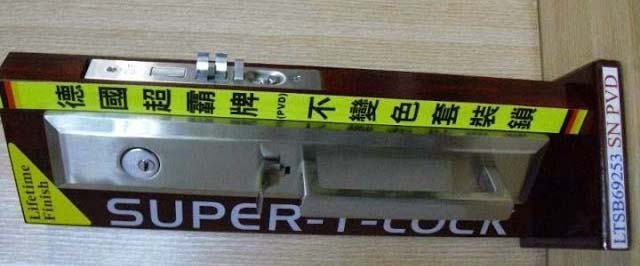 德國超霸牌(PVD)不變色套裝鎖
Lifetime
Finish
SUPER-T-LOCK
LTSB69253 SN PVD